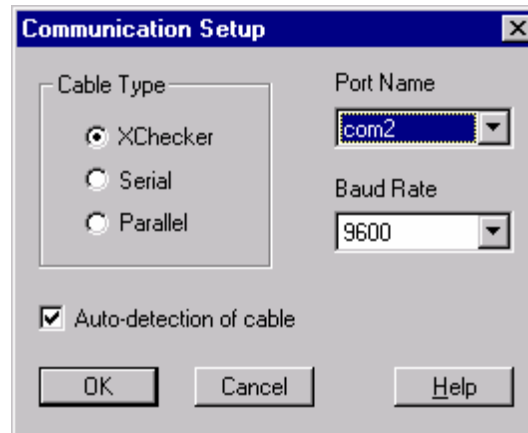 Communication Setup
Cable Type
XChecker
Serial
Parallel
Port Name
com2
Baud Rate
9600
Auto-detection of cable
OK
Cancel
Help